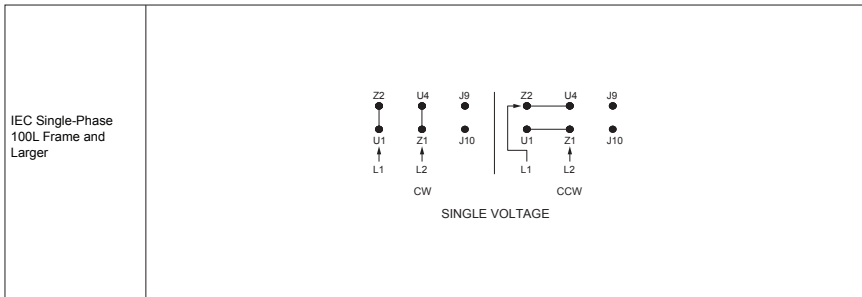 IEC Single-Phase
100L Frame and
Larger
Z2 U4 J9 Z2 U4 J9
U1 Z1 J10 U1 Z1 J10
L1 L2 L1 L2
CW CCW
SINGLE VOLTAGE